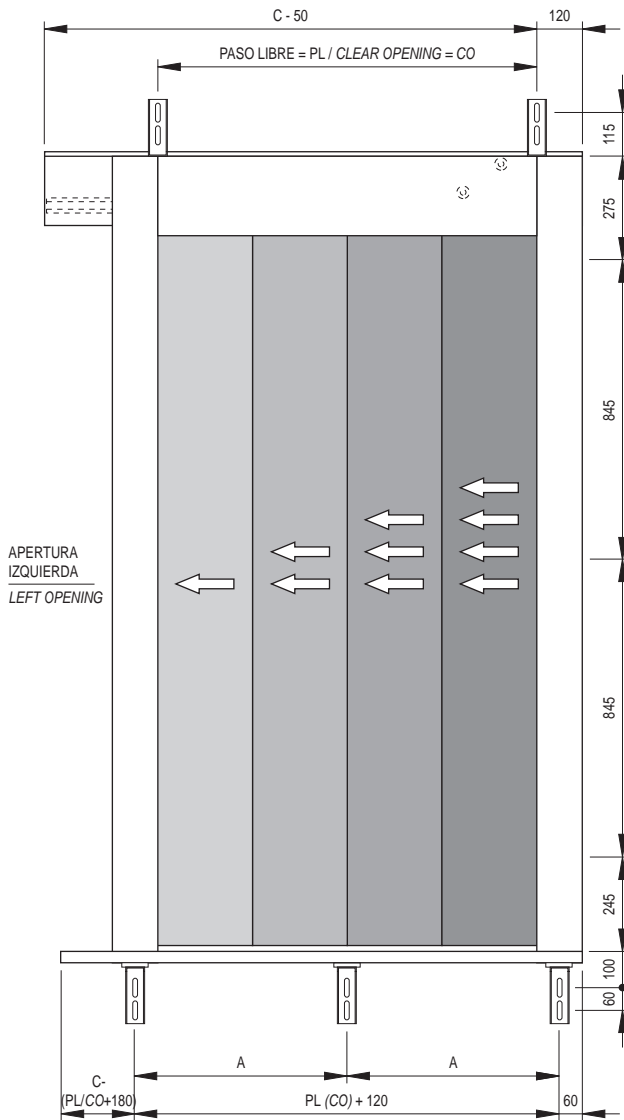 C - 50
120
PASO LIBRE = PL / CLEAR OPENING = CO
115
275
845
APERTURA
IZQUIERDA
LEFT OPENING
845
245
100
60
A
A
C-
(PL/CO+180)
PL (CO) + 120
60